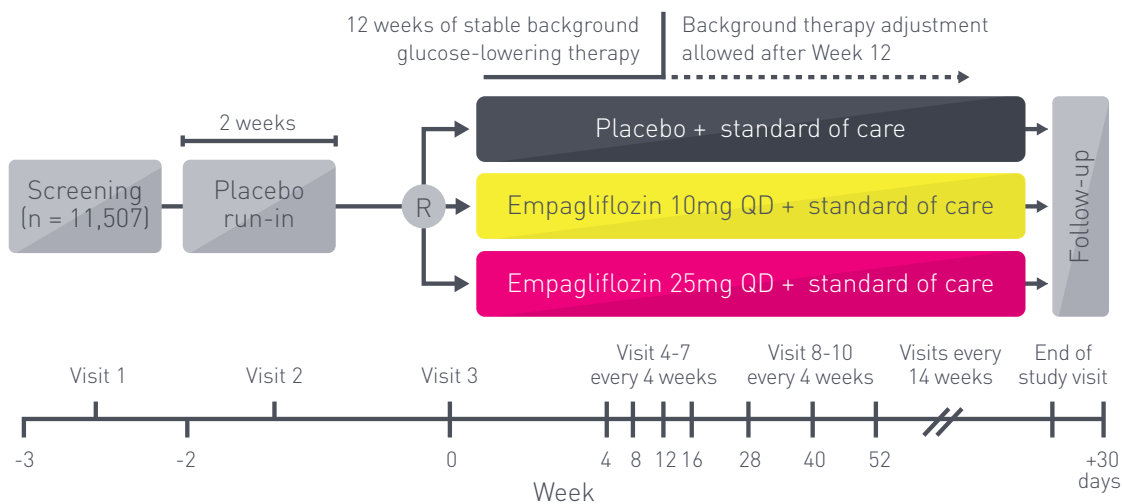 12 weeks of stable background
glucose-lowering therapy
Background therapy adjustment
allowed after Week 12
2 weeks
Screening
(n = 11,507)
Placebo
run-in
R
Placebo + standard of care
Empagliflozin 10mg QD + standard of care
Empagliflozin 25mg QD + standard of care
Follow-up
Visit 1
Visit 2
Visit 3
Visit 4-7
every 4 weeks
Visit 8-10
every 4 weeks
Visits every
14 weeks
End of
study visit
-3
-2
0
4
8
12
16
28
40
52
+30
days
Week